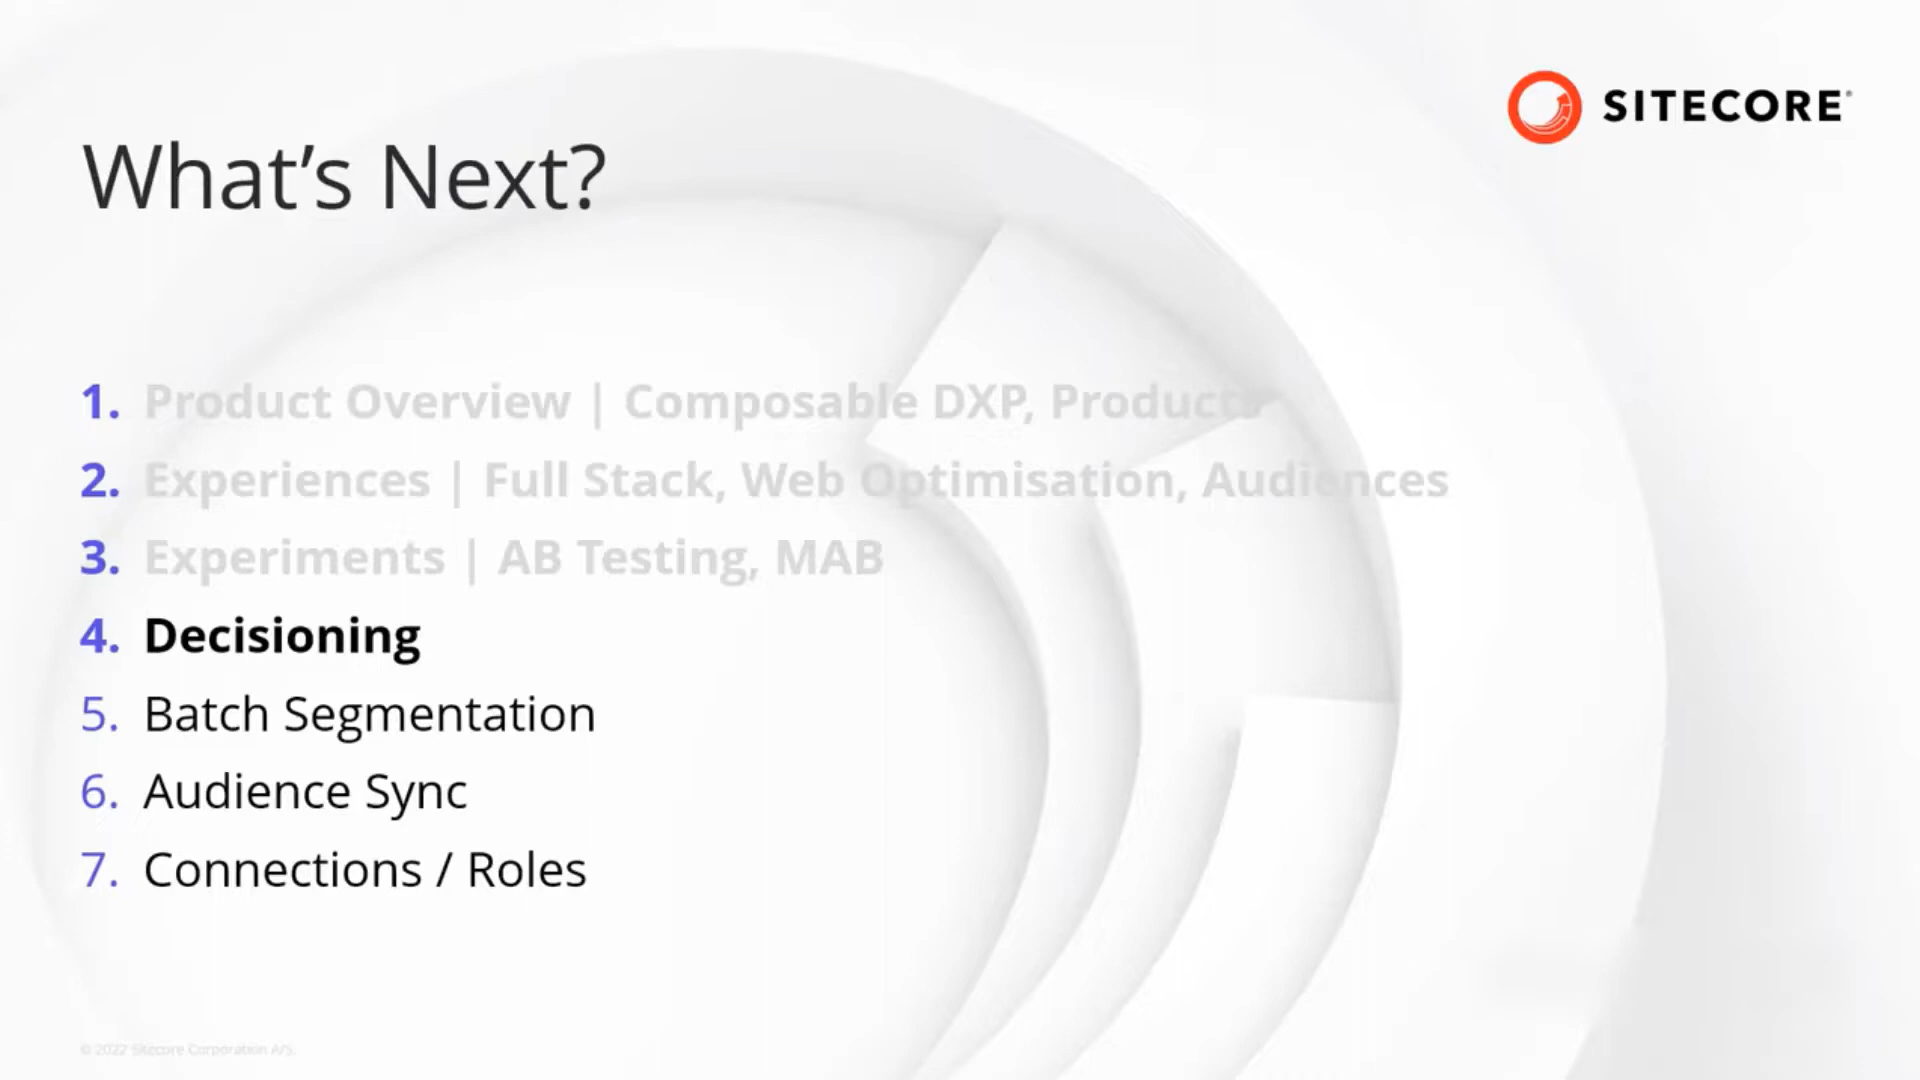 SITECORE
What's Next?
1. Product Overview | Composable DXP, Products
2. Experiences | Full Stack, Web Optimisation, Audiences
3. Experiments | AB Testing, MAB
4. Decisioning
5. Batch Segmentation
6. Audience Sync
7. Connections / Roles
© 2022 Sitecore Corporation A/S.